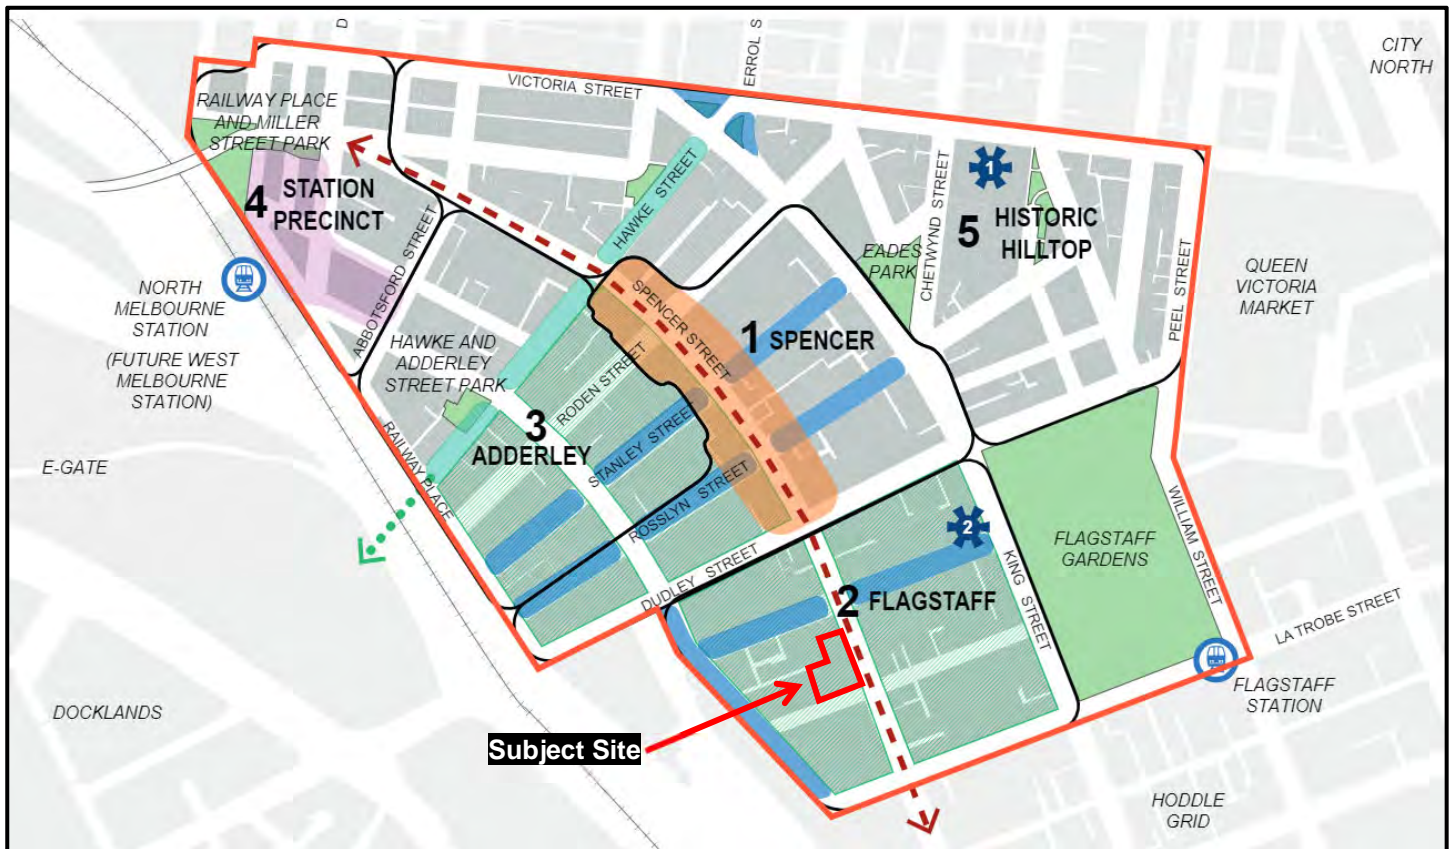 D
ERROL S
CITY
NORTH
VICTORIA STREET
RAILWAY PLACE
AND MILLER
STREET PARK
HAWKE STREET
CHETWYND STREET
1
4
STATION
PRECINCT
5
HISTORIC
HILLTOP
ABBOTSFORD STREET
EADES
PARK
PEEL STREET
QUEEN
VICTORIA
MARKET
NORTH
MELBOURNE
STATION
(FUTURE WEST
MELBOURNE
STATION)
SPENCER STREET
1 SPENCER
HAWKE AND
ADDERLEY
STREET PARK
RODEN STREET
3
ADDERLEY
STANLEY STREET
RAILWAY PLACE
E-GATE
ROSSLYN STREET
WILLIAM STREET
2
KING STREET
FLAGSTAFF
GARDENS
DUDLEY STREET
2 FLAGSTAFF
LA TROBE STREET
FLAGSTAFF
STATION
DOCKLANDS
Subject Site
HODDLE
GRID